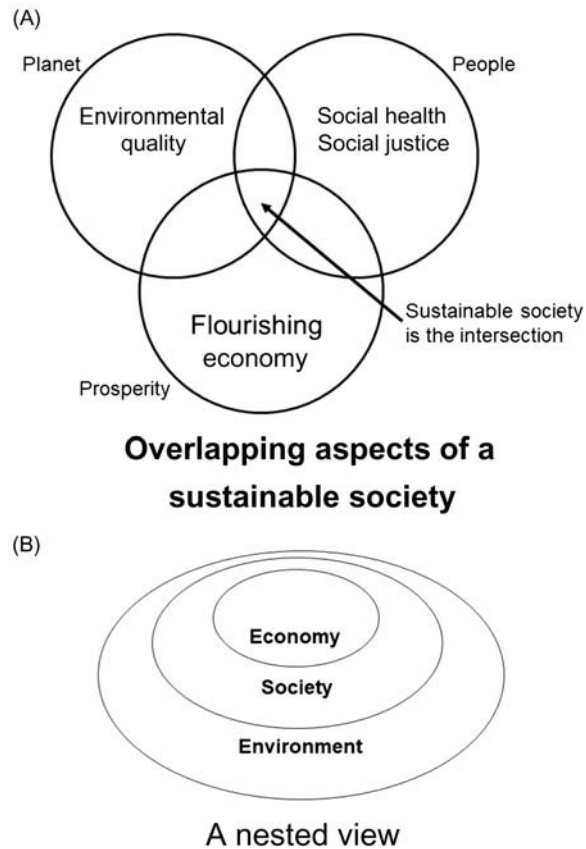 (A)
Planet
People
Environmental
quality
Social health
Social justice
Sustainable society
is the intersection
Flourishing
economy
Prosperity
Overlapping aspects of a
sustainable society
(B)
Economy
Society
Environment
A nested view